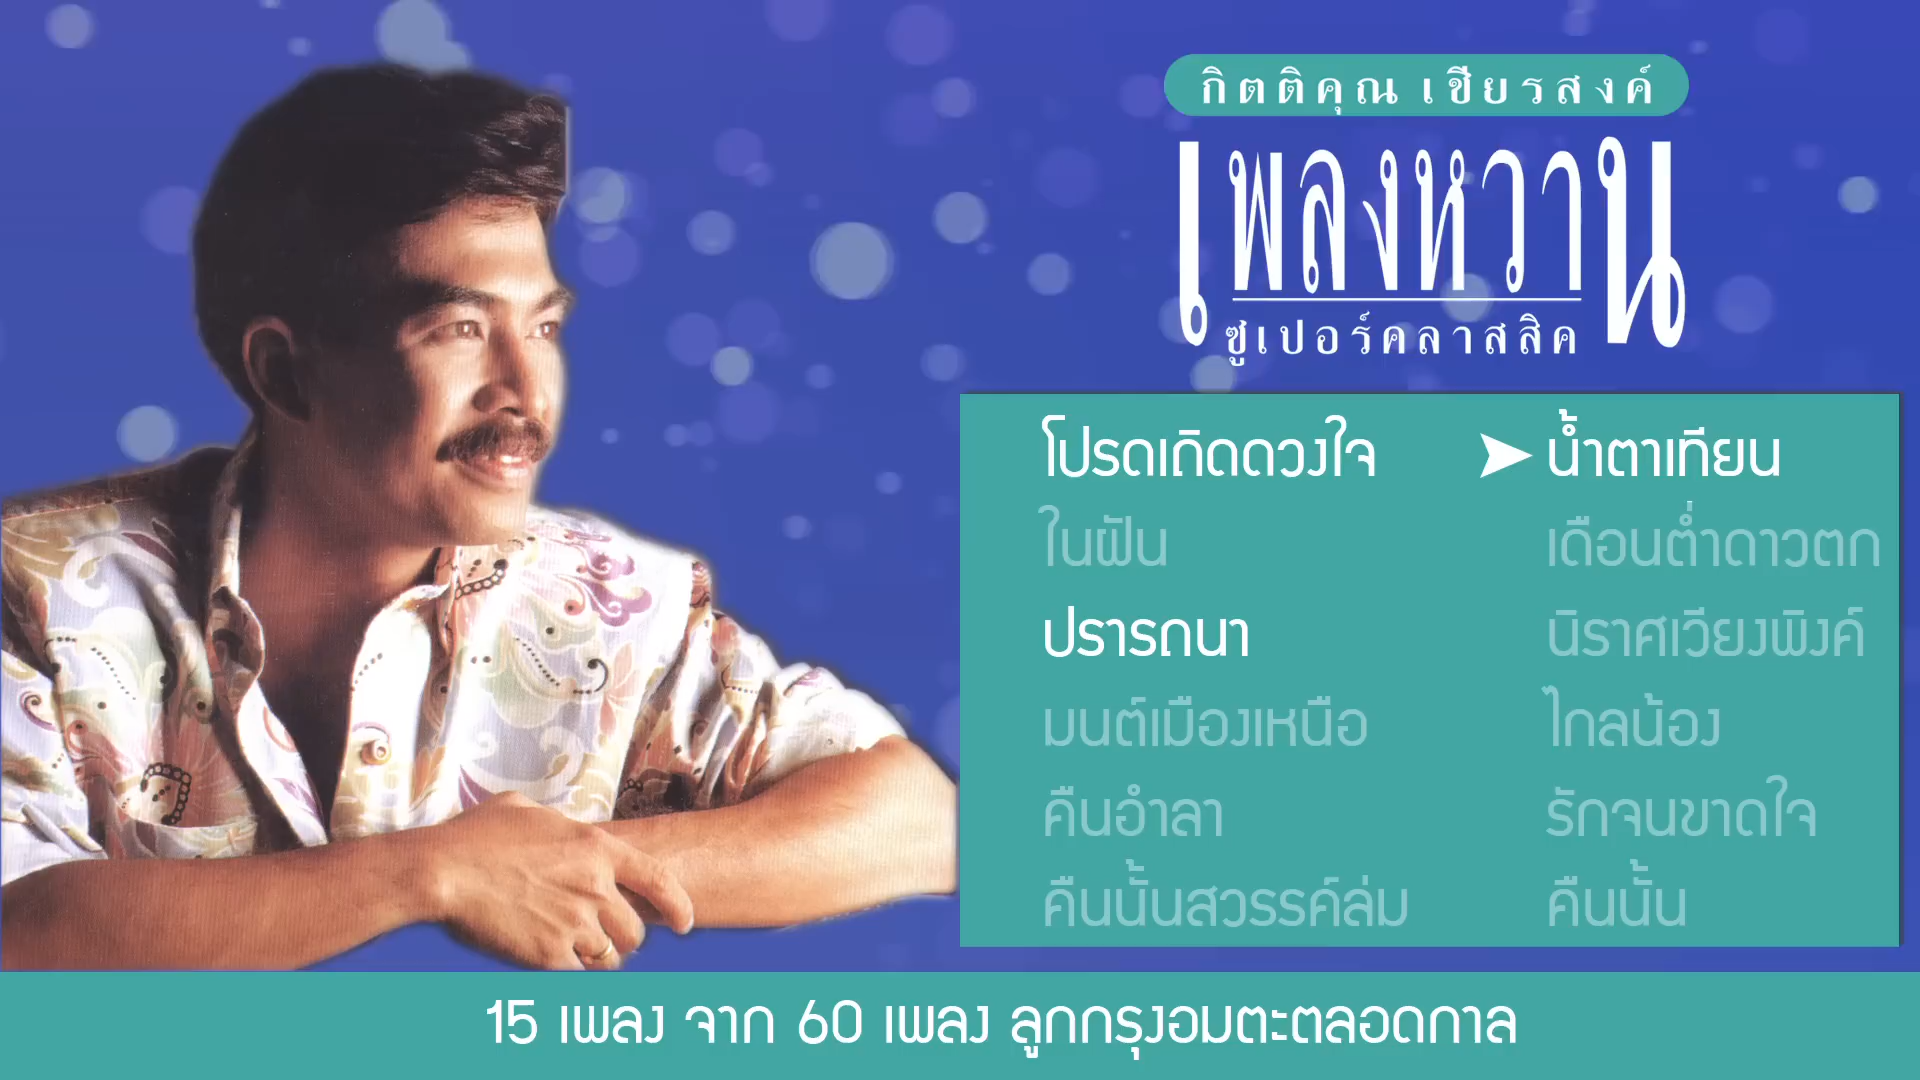 กิตติคุณ เชียรสงค์
เพลงหวาน
ซูเปอร์คลาสสิค
โปรดเถิดดวงใจ
ในฝัน
ปรารถนา
มนต์เมืองเหนือ
คืนอำลา
คืนนั้นสวรรค์ล่ม
➤ น้ำตาเทียน
เดือนต่ำดาวตก
นิราศเวียงพิงค์
ไกลน้อง
รักจนขาดใจ
คืนนั้น
15 เพลง จาก 60 เพลง ลูกกรุงอมตะตลอดกาล